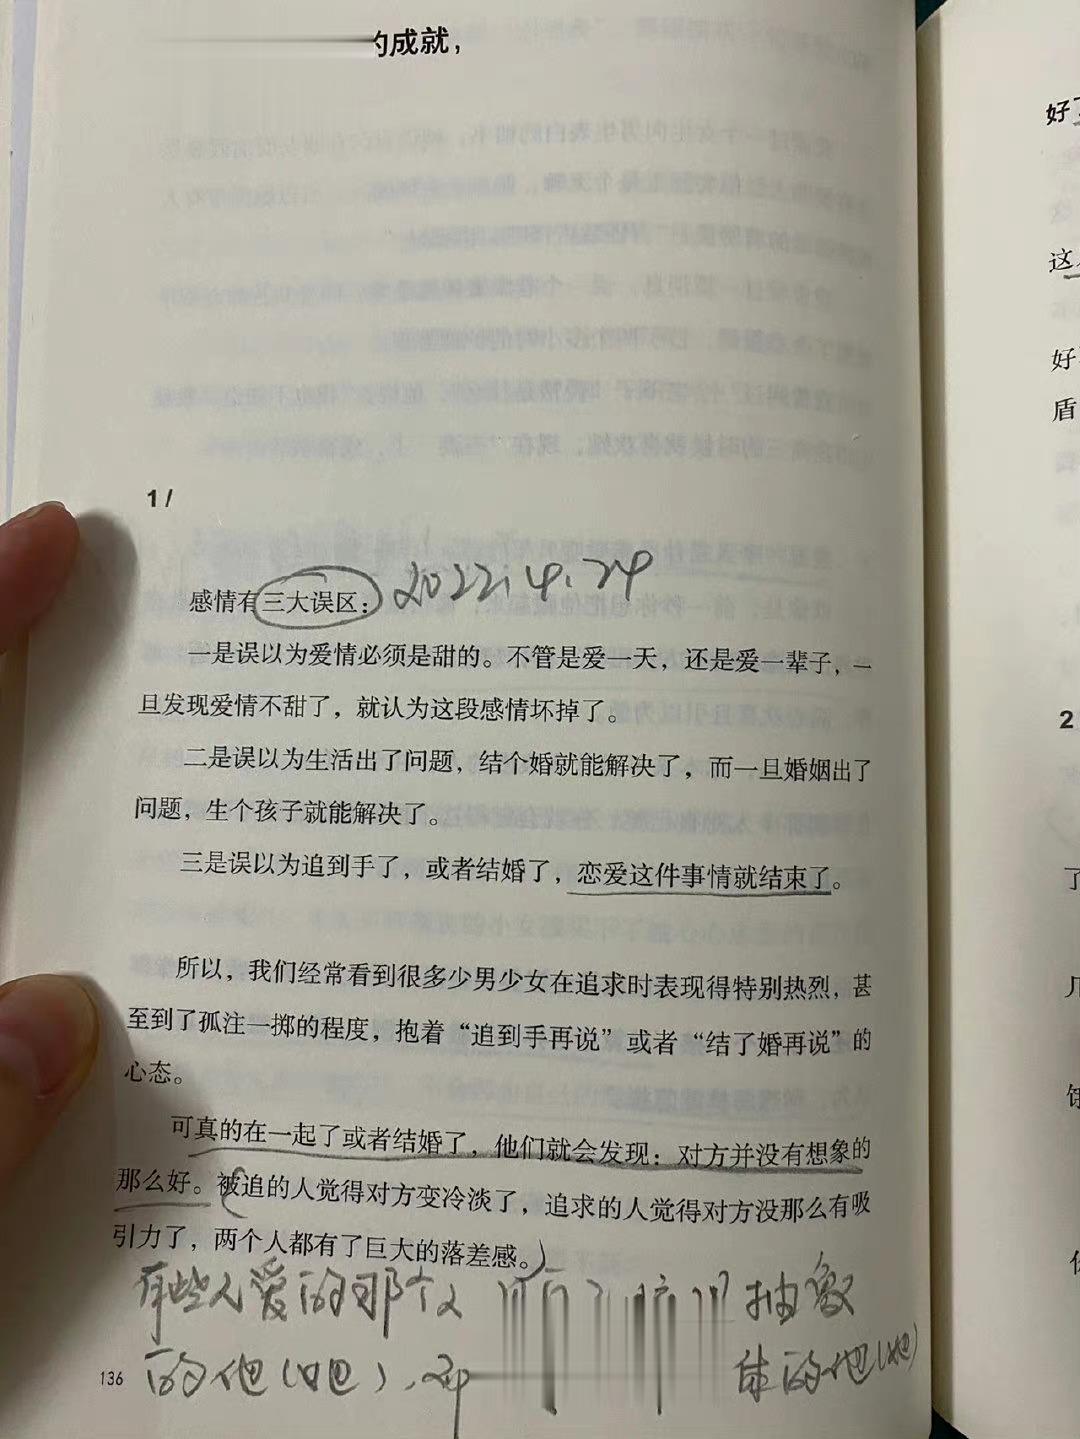 的成就，
1 /
感情有三大误区：2022.4.24
一是误以为爱情必须是甜的。不管是爱一天，还是爱一辈子，一
旦发现爱情不甜了，就认为这段感情坏掉了。
二是误以为生活出了问题，结个婚就能解决了，而一旦婚姻出了
问题，生个孩子就能解决了。
三是误以为追到手了，或者结婚了，恋爱这件事情就结束了。
所以，我们经常看到很多少男少女在追求时表现得特别热烈，甚
至到了孤注一掷的程度，抱着“追到手再说”或者“结了婚再说”的
心态。
可真的在一起了或者结婚了，他们就会发现：对方并没有想象的
那么好。被追的人觉得对方变冷淡了，追求的人觉得对方没那么有吸
引力了，两个人都有了巨大的落差感。
有些人爱的那个人 抽象
的他（她）， 体的他（她）
136
好
这
好
盾
2
了
几
饿